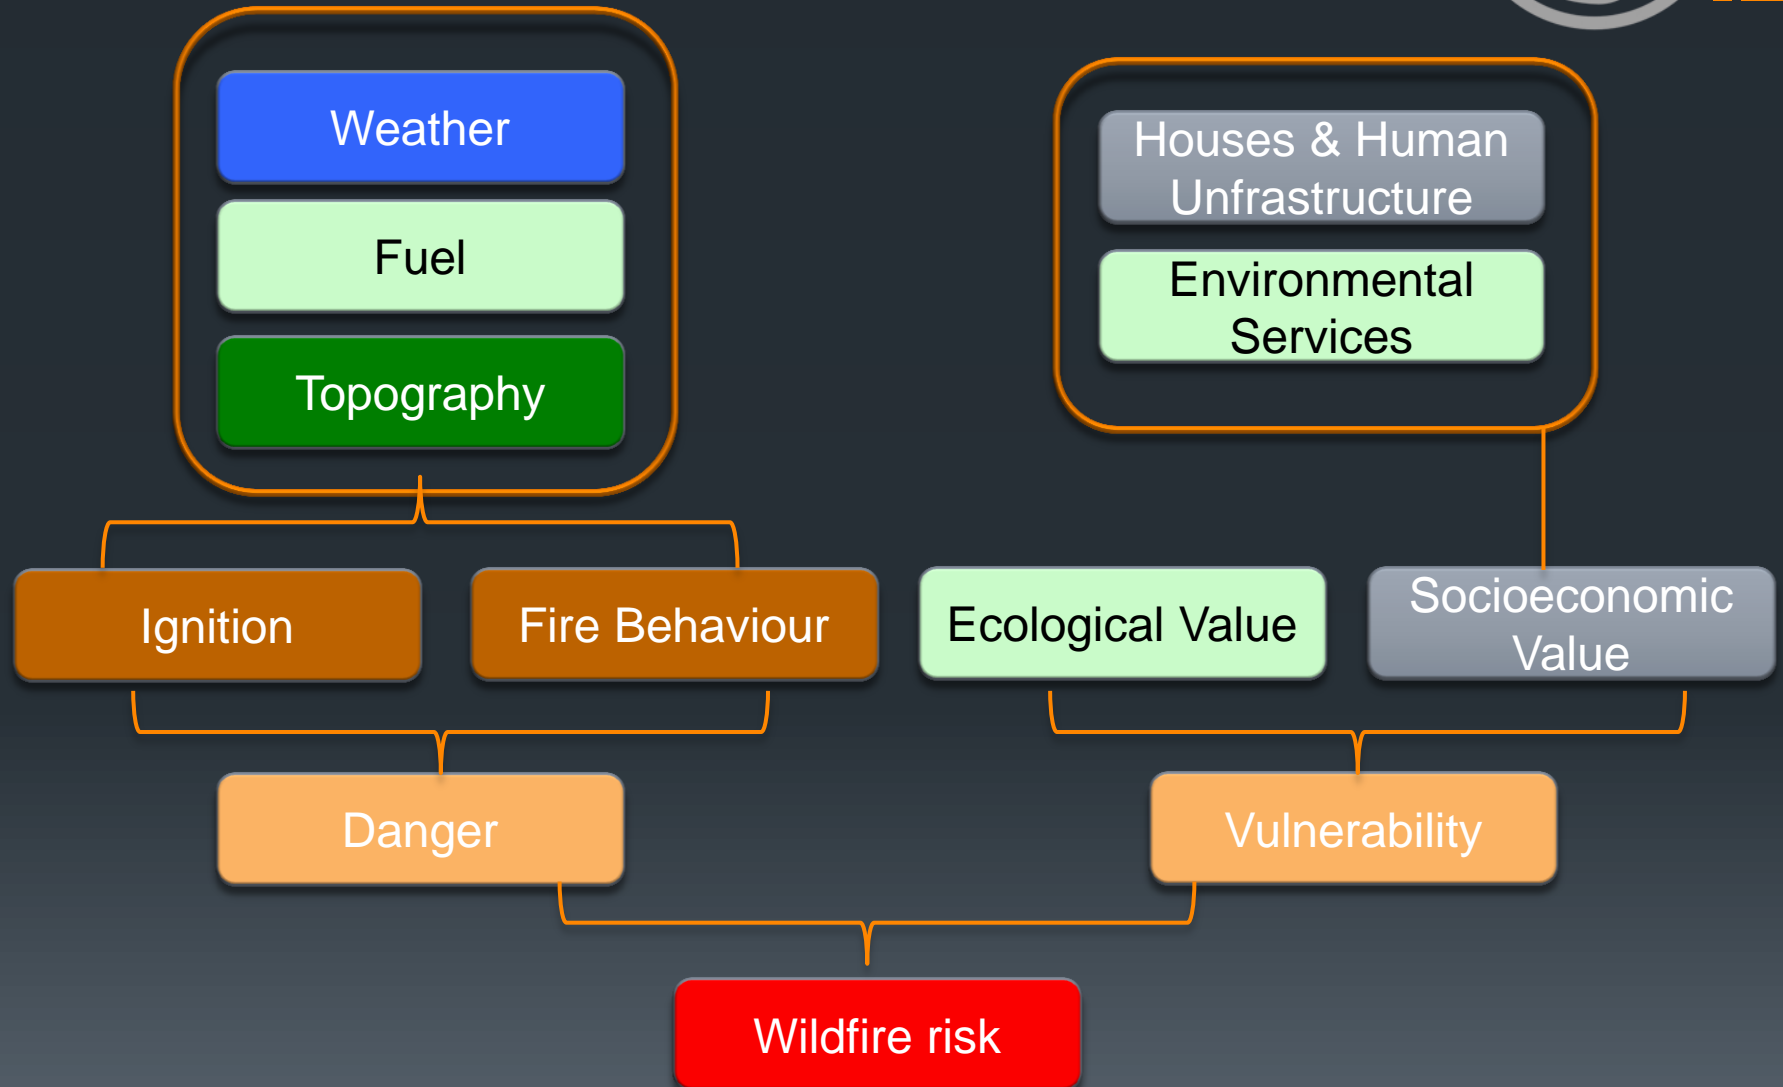 Weather
Fuel
Topography
Houses & Human
Unfrastructure
Environmental
Services
Ignition
Fire Behaviour
Ecological Value
Socioeconomic
Value
Danger
Vulnerability
Wildfire risk